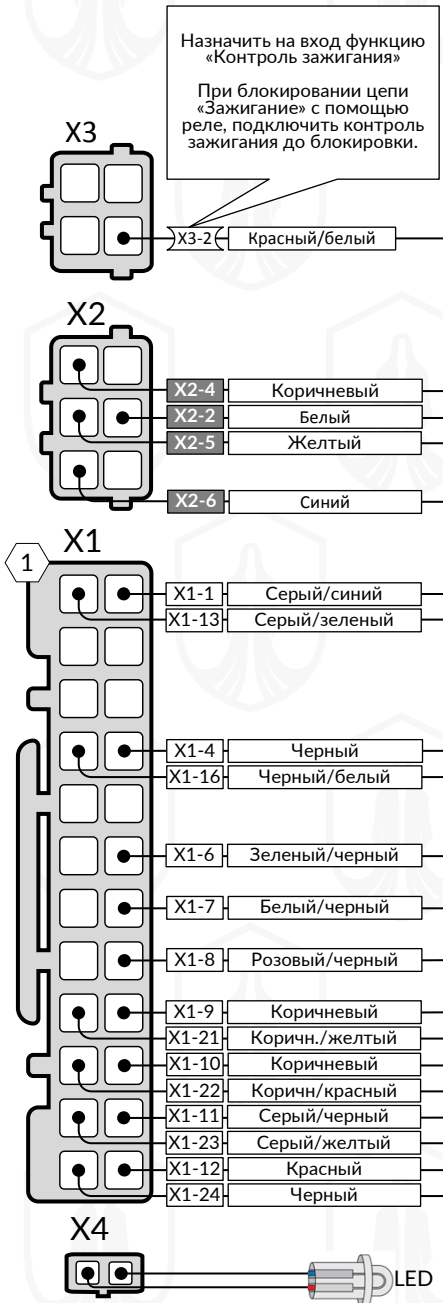 Назначить на вход функцию
«Контроль зажигания»
При блокировании цепи
«Зажигание» с помощью
реле, подключить контроль
зажигания до блокировки.
X3
X3-2 Красный/белый
X2
X2-4 Коричневый
X2-2 Белый
X2-5 Желтый
X2-6 Синий
X1
1
X1-1 Серый/синий
X1-13 Серый/зеленый
X1-4 Черный
X1-16 Черный/белый
X1-6 Зеленый/черный
X1-7 Белый/черный
X1-8 Розовый/черный
X1-9 Коричневый
X1-21 Коричн./желтый
X1-10 Коричневый
X1-22 Коричн/красный
X1-11 Серый/черный
X1-23 Серый/желтый
X1-12 Красный
X1-24 Черный
X4
LED